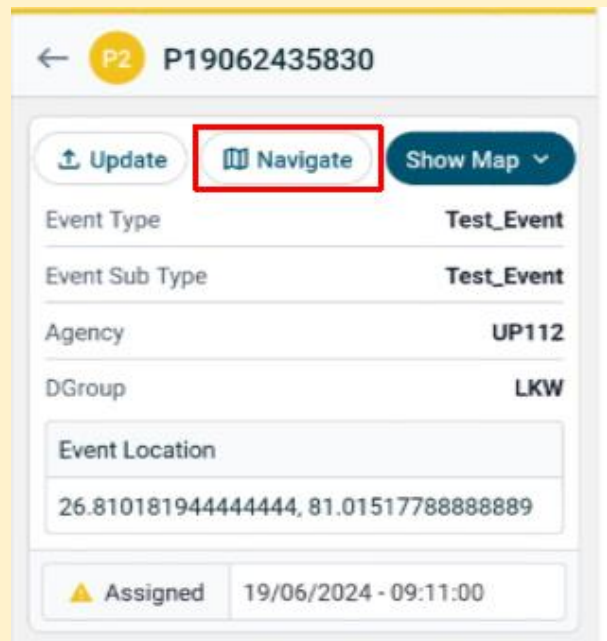 P2 P19062435830
Update Navigate Show Map
Event Type Test_Event
Event Sub Type Test_Event
Agency UP112
DGroup LKW
Event Location
26.810181944444444, 81.01517788888889
Assigned 19/06/2024 - 09:11:00